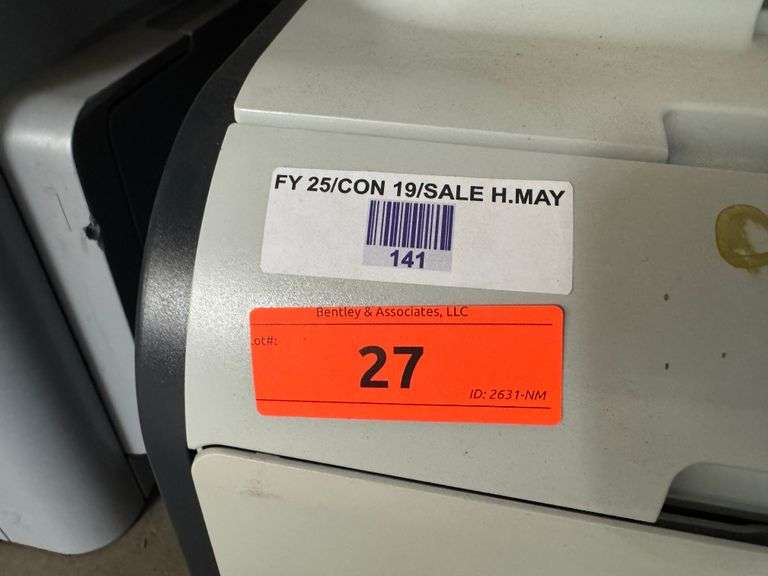 FY 25/CON 19/SALE H.MAY
141
Bentley & Associates, LLC
Lot#:
27
ID: 2631-NM